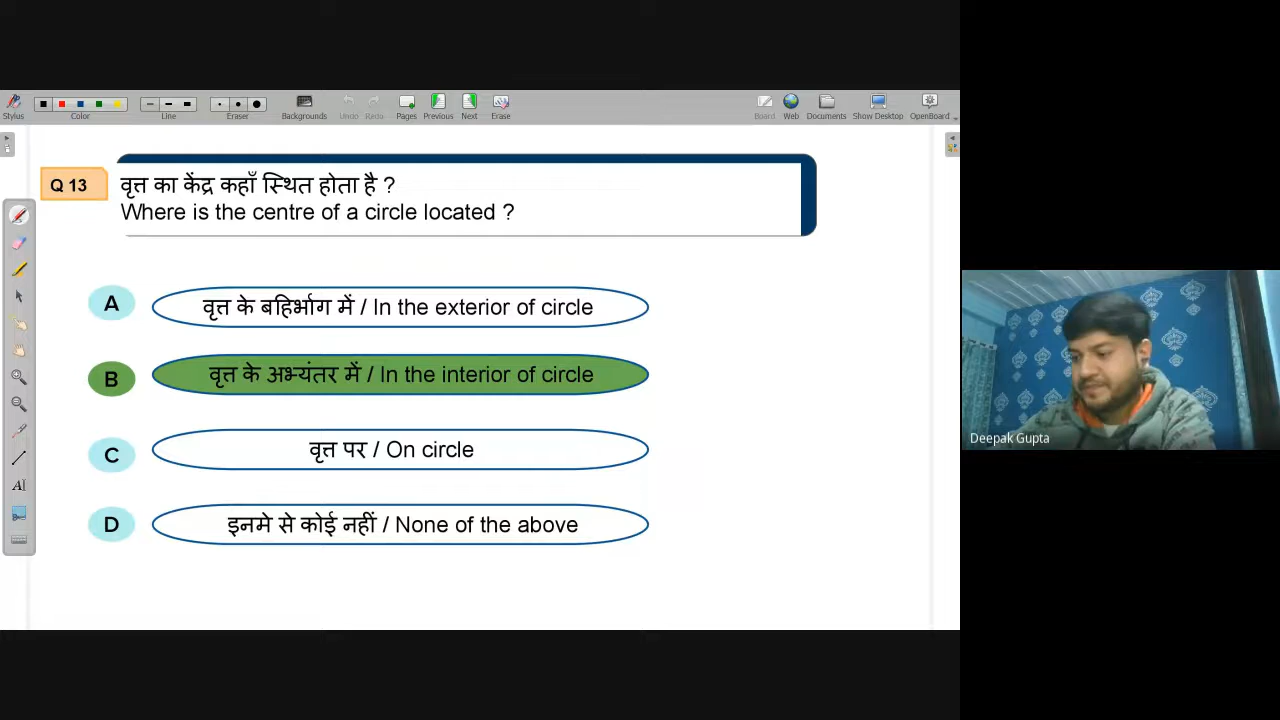 Stylus
Color
Line
Eraser
Backgrounds
Undo
Redo
Pages
Previous
Next
Erase
Board
Web
Documents
Show Desktop
OpenBoard
Q 13
वृत्त का केंद्र कहाँ स्थित होता है ?
Where is the centre of a circle located ?
A
वृत्त के बहिर्भाग में / In the exterior of circle
B
वृत्त के अभ्यंतर में / In the interior of circle
C
वृत्त पर / On circle
D
इनमे से कोई नहीं / None of the above
Deepak Gupta